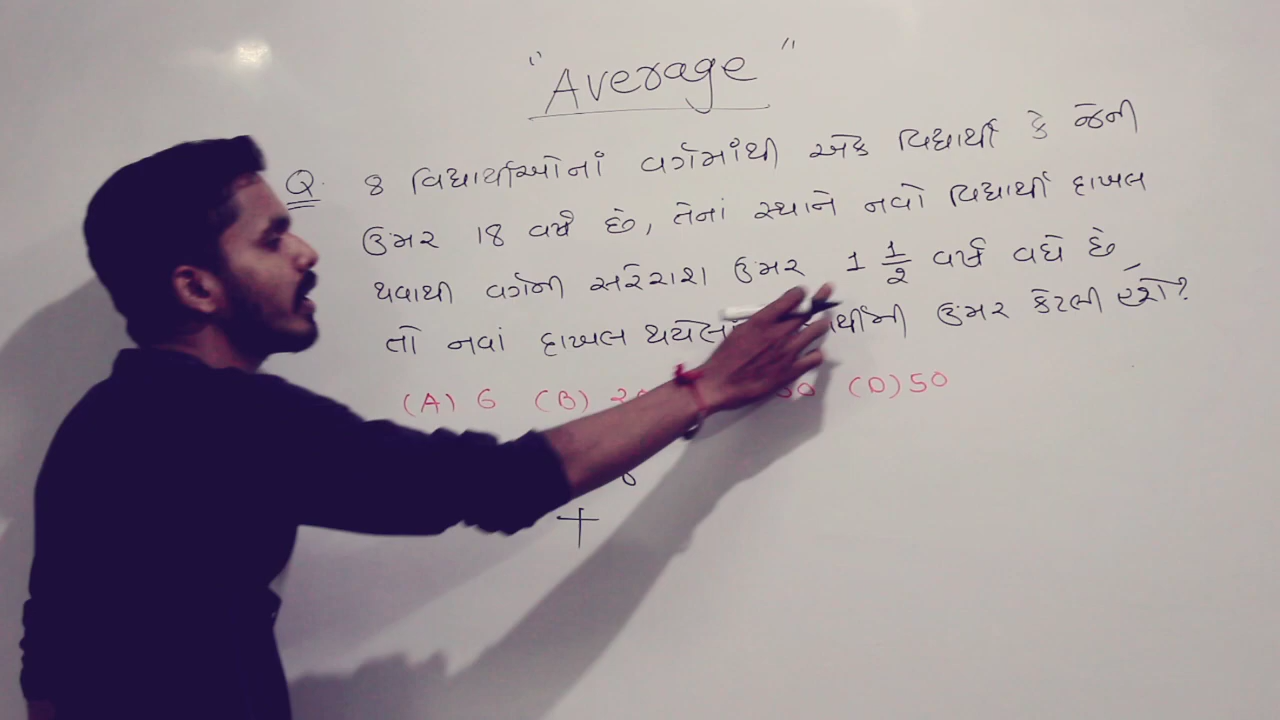 "Average"
Q. 8 વિદ્યાર્થીઓનાં વર્ગમાંથી એક વિદ્યાર્થી કે જેની
ઉંમર 18 વર્ષ છે, તેનાં સ્થાને નવો વિદ્યાર્થી દાખલ
થવાથી વર્ગની સરેરાશ ઉંમર 1 1/2 વર્ષ વધે છે
તો નવાં દાખલ ઉંમર કેટલી હશે?
(A) 6 (B) (D) 50
+